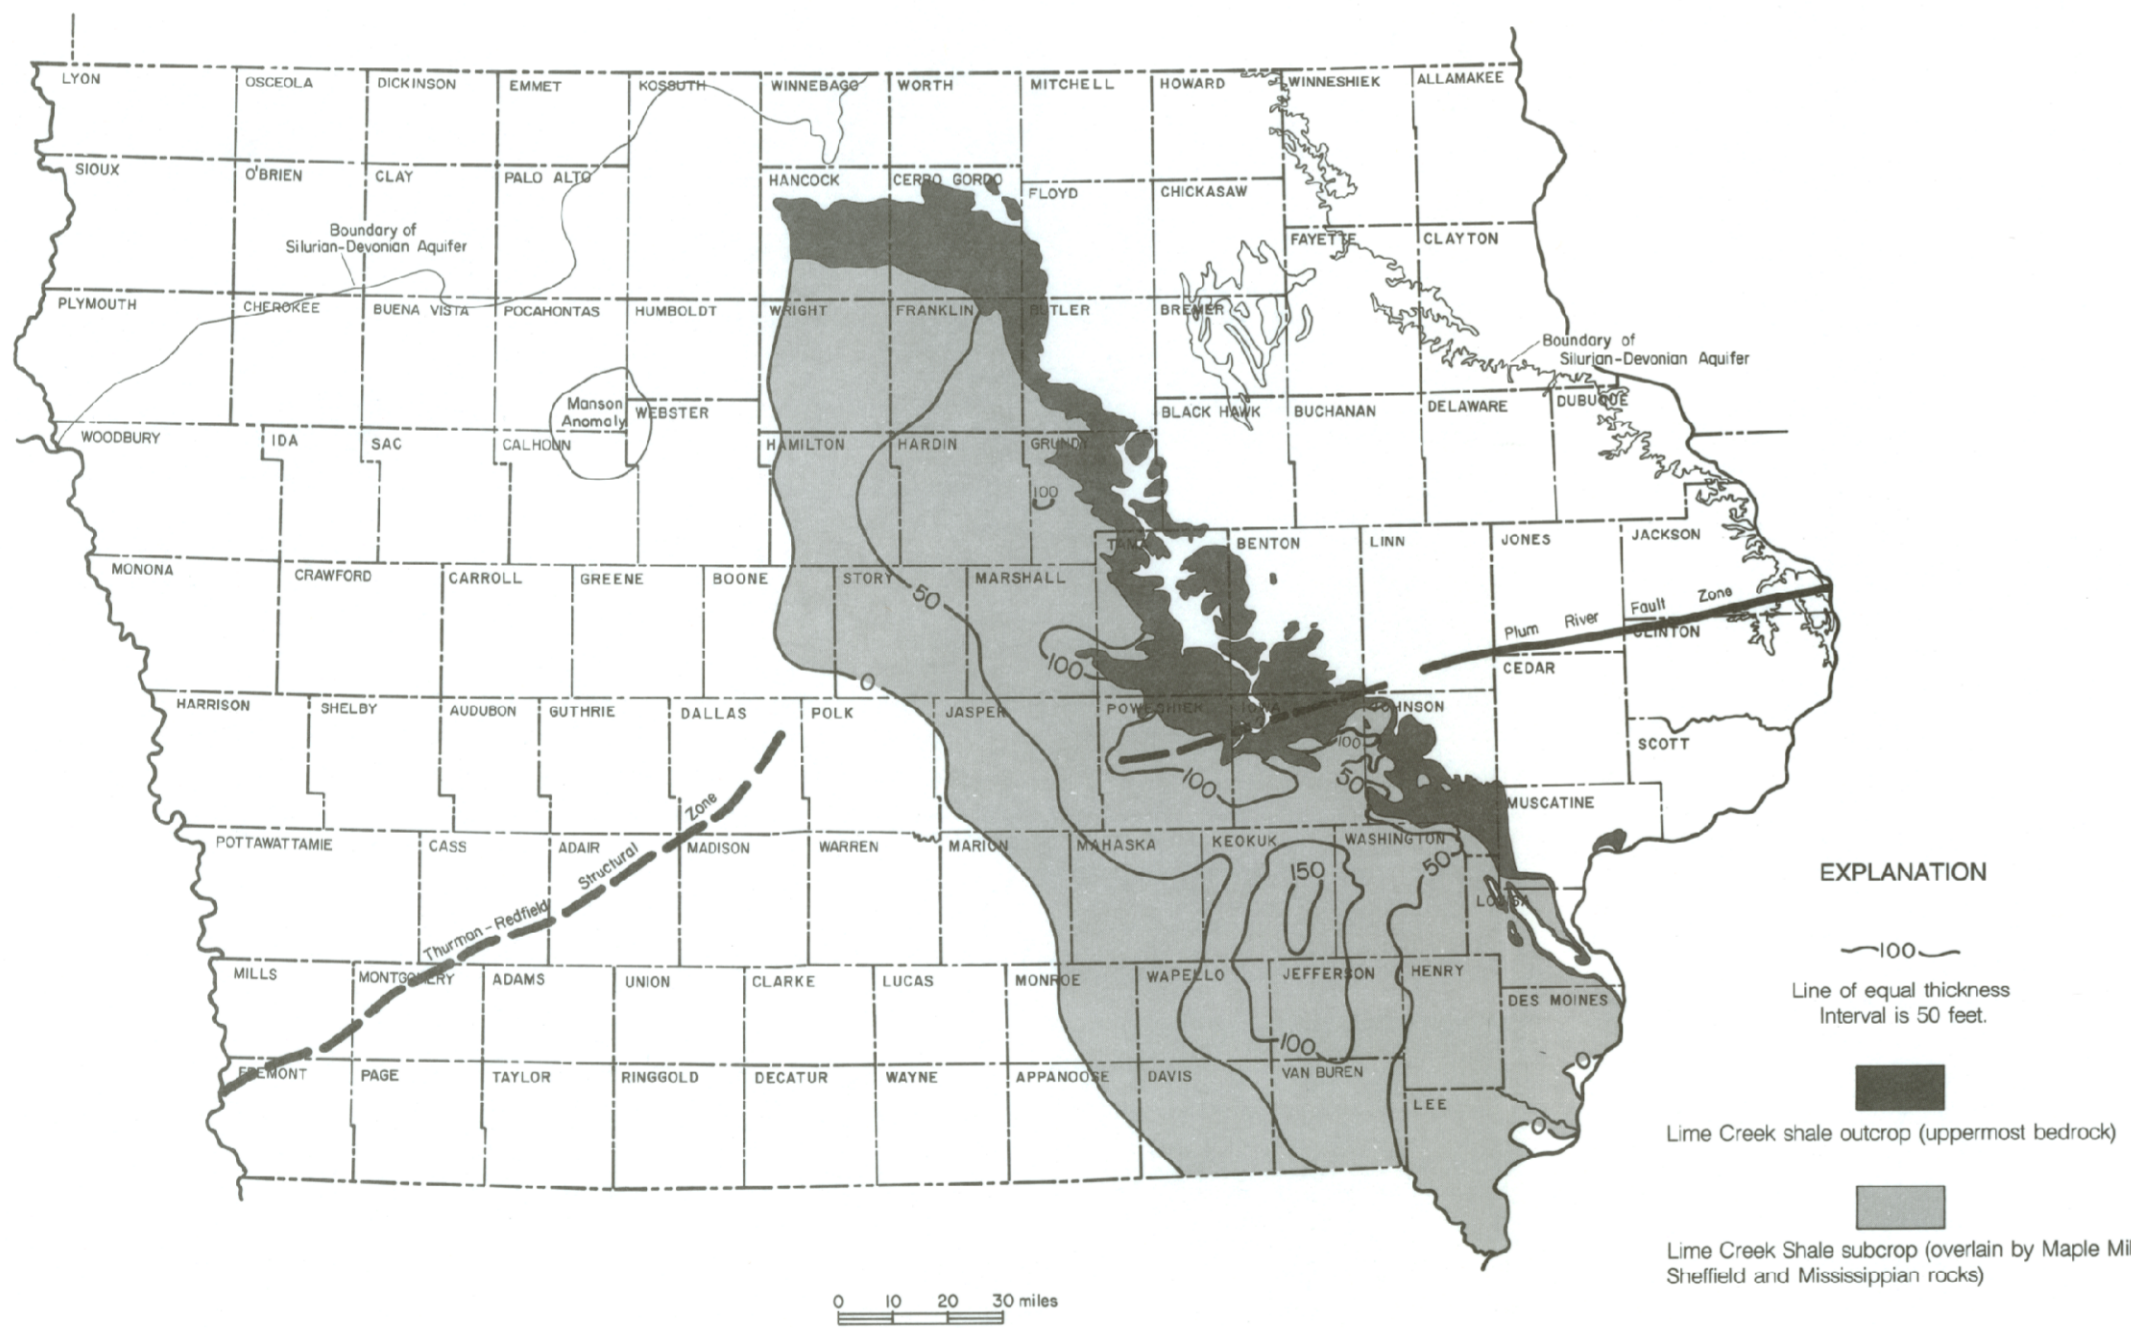 LYON
OSCEOLA
DICKINSON
EMMET
KOSSUTH
WINNEBAGO
WORTH
MITCHELL
HOWARD
WINNESHIEK
ALLAMAKEE
SIOUX
O'BRIEN
CLAY
PALO ALTO
HANCOCK
CERRO GORDO
FLOYD
CHICKASAW
Boundary of
Silurian-Devonian Aquifer
FAYETTE
CLAYTON
PLYMOUTH
CHEROKEE
BUENA VISTA
POCAHONTAS
HUMBOLDT
WRIGHT
FRANKLIN
BUTLER
BREMER
Boundary of
Silurian-Devonian Aquifer
Manson
Anomaly
WEBSTER
BLACK HAWK
BUCHANAN
DELAWARE
DUBUQUE
WOODBURY
IDA
SAC
CALHOUN
HAMILTON
HARDIN
GRUNDY
100
TAMA
BENTON
LINN
JONES
JACKSON
MONONA
CRAWFORD
CARROLL
GREENE
BOONE
STORY
MARSHALL
50
Plum River Fault Zone
CLINTON
100
CEDAR
0
HARRISON
SHELBY
AUDUBON
GUTHRIE
DALLAS
POLK
JASPER
POWESHIEK
IOWA
JOHNSON
100
SCOTT
100
50
MUSCATINE
Thurman-Redfield Structural Zone
POTTAWATTAMIE
CASS
ADAIR
MADISON
WARREN
MARION
MAHASKA
KEOKUK
WASHINGTON
150
50
LOUISA
MILLS
MONTGOMERY
ADAMS
UNION
CLARKE
LUCAS
MONROE
WAPELLO
JEFFERSON
HENRY
DES MOINES
100
0
FREMONT
PAGE
TAYLOR
RINGGOLD
DECATUR
WAYNE
APPANOOSE
DAVIS
VAN BUREN
LEE
0
EXPLANATION
100
Line of equal thickness
Interval is 50 feet.
Lime Creek shale outcrop (uppermost bedrock)
Lime Creek Shale subcrop (overlain by Maple Mil
Sheffield and Mississippian rocks)
0 10 20 30 miles